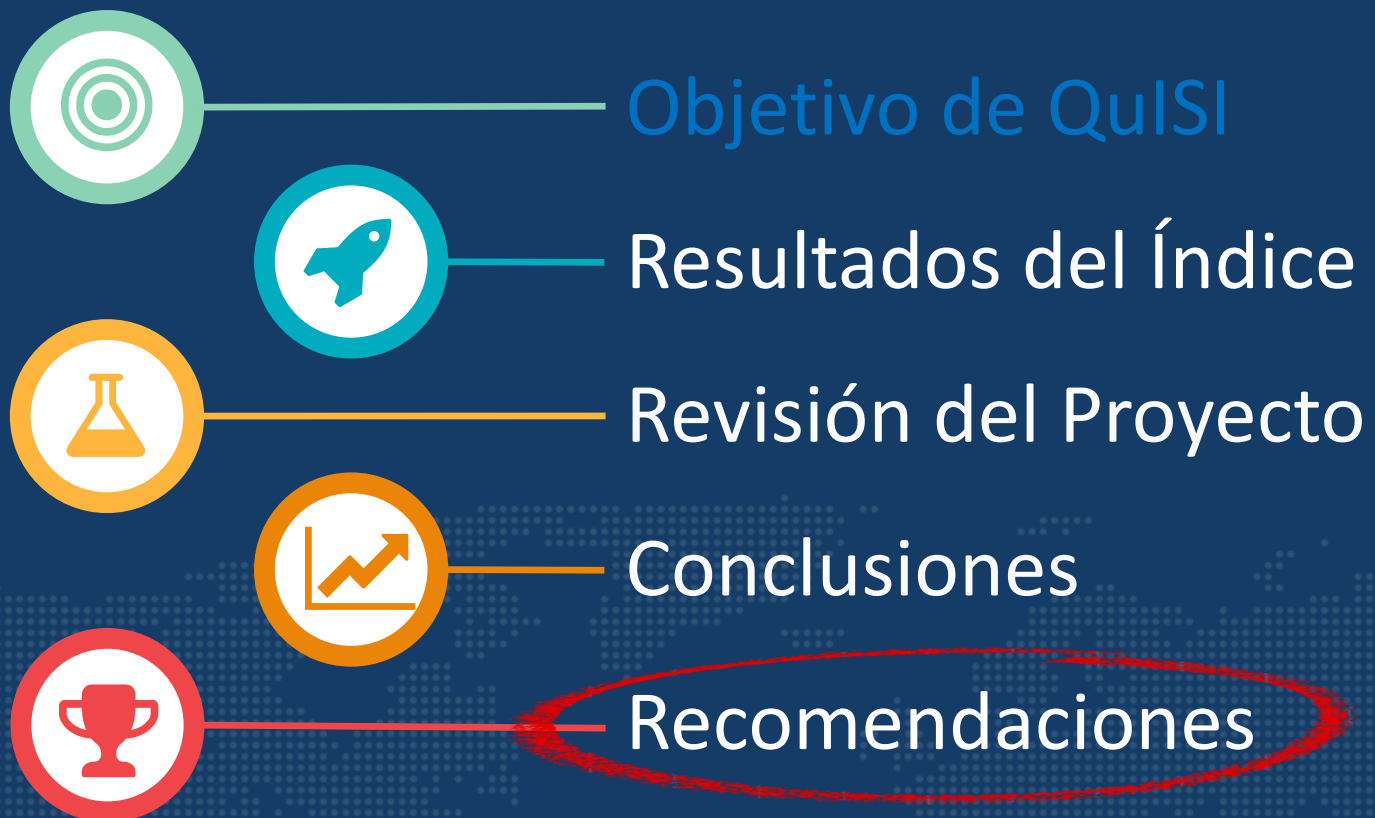 Objetivo de QuISI
Resultados del Índice
Revisión del Proyecto
Conclusiones
Recomendaciones